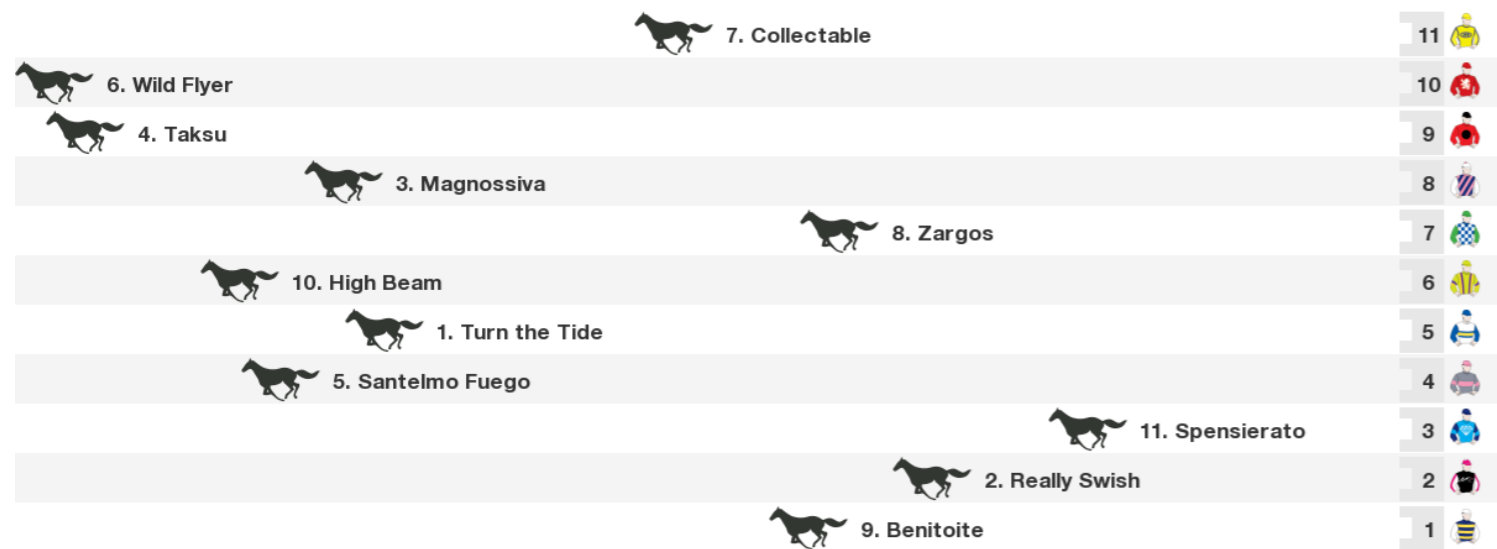 7. Collectable 11
6. Wild Flyer 10
4. Taksu 9
3. Magnossiva 8
8. Zargos 7
10. High Beam 6
1. Turn the Tide 5
5. Santelmo Fuego 4
11. Spensierato 3
2. Really Swish 2
9. Benitoite 1